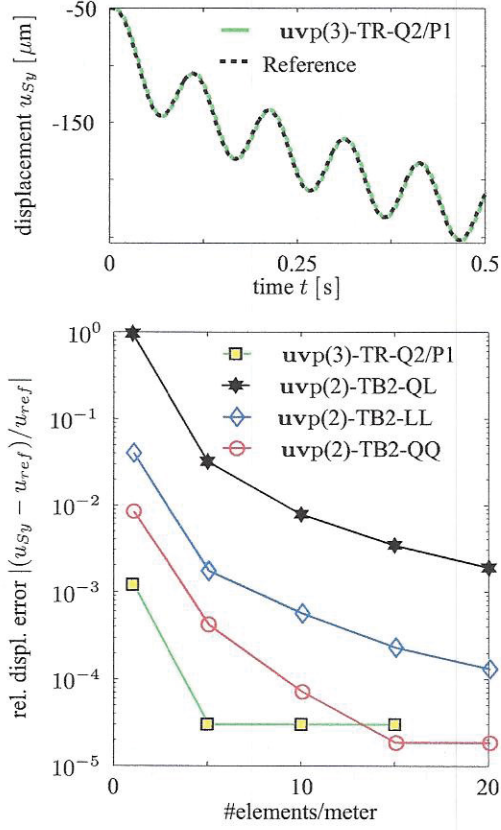 -50
-150
displacement u_Sy [μm]
uvp(3)-TR-Q2/P1
Reference
0
0.25
0.5
time t [s]
10^0
10^-1
10^-2
10^-3
10^-4
10^-5
rel. displ. error |(u_Sy − u_ref)/u_ref|
uvp(3)-TR-Q2/P1
uvp(2)-TB2-QL
uvp(2)-TB2-LL
uvp(2)-TB2-QQ
0
10
20
#elements/meter